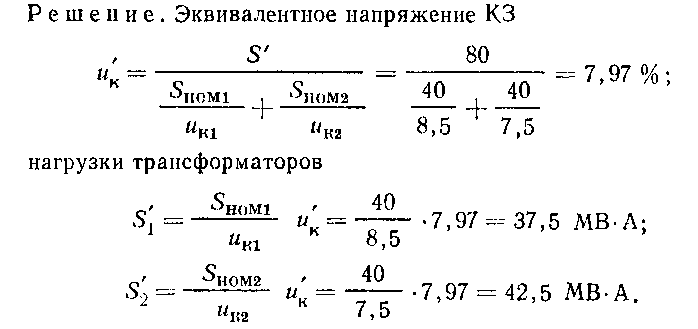 Решение. Эквивалентное напряжение КЗ
u′к = S′ / (Sном1/uк1 + Sном2/uк2) = 80 / (40/8,5 + 40/7,5) = 7,97 %;
нагрузки трансформаторов
S′1 = Sном1/uк1 u′к = 40/8,5 · 7,97 = 37,5 МВ·А;
S′2 = Sном2/uк2 u′к = 40/7,5 · 7,97 = 42,5 МВ·А.